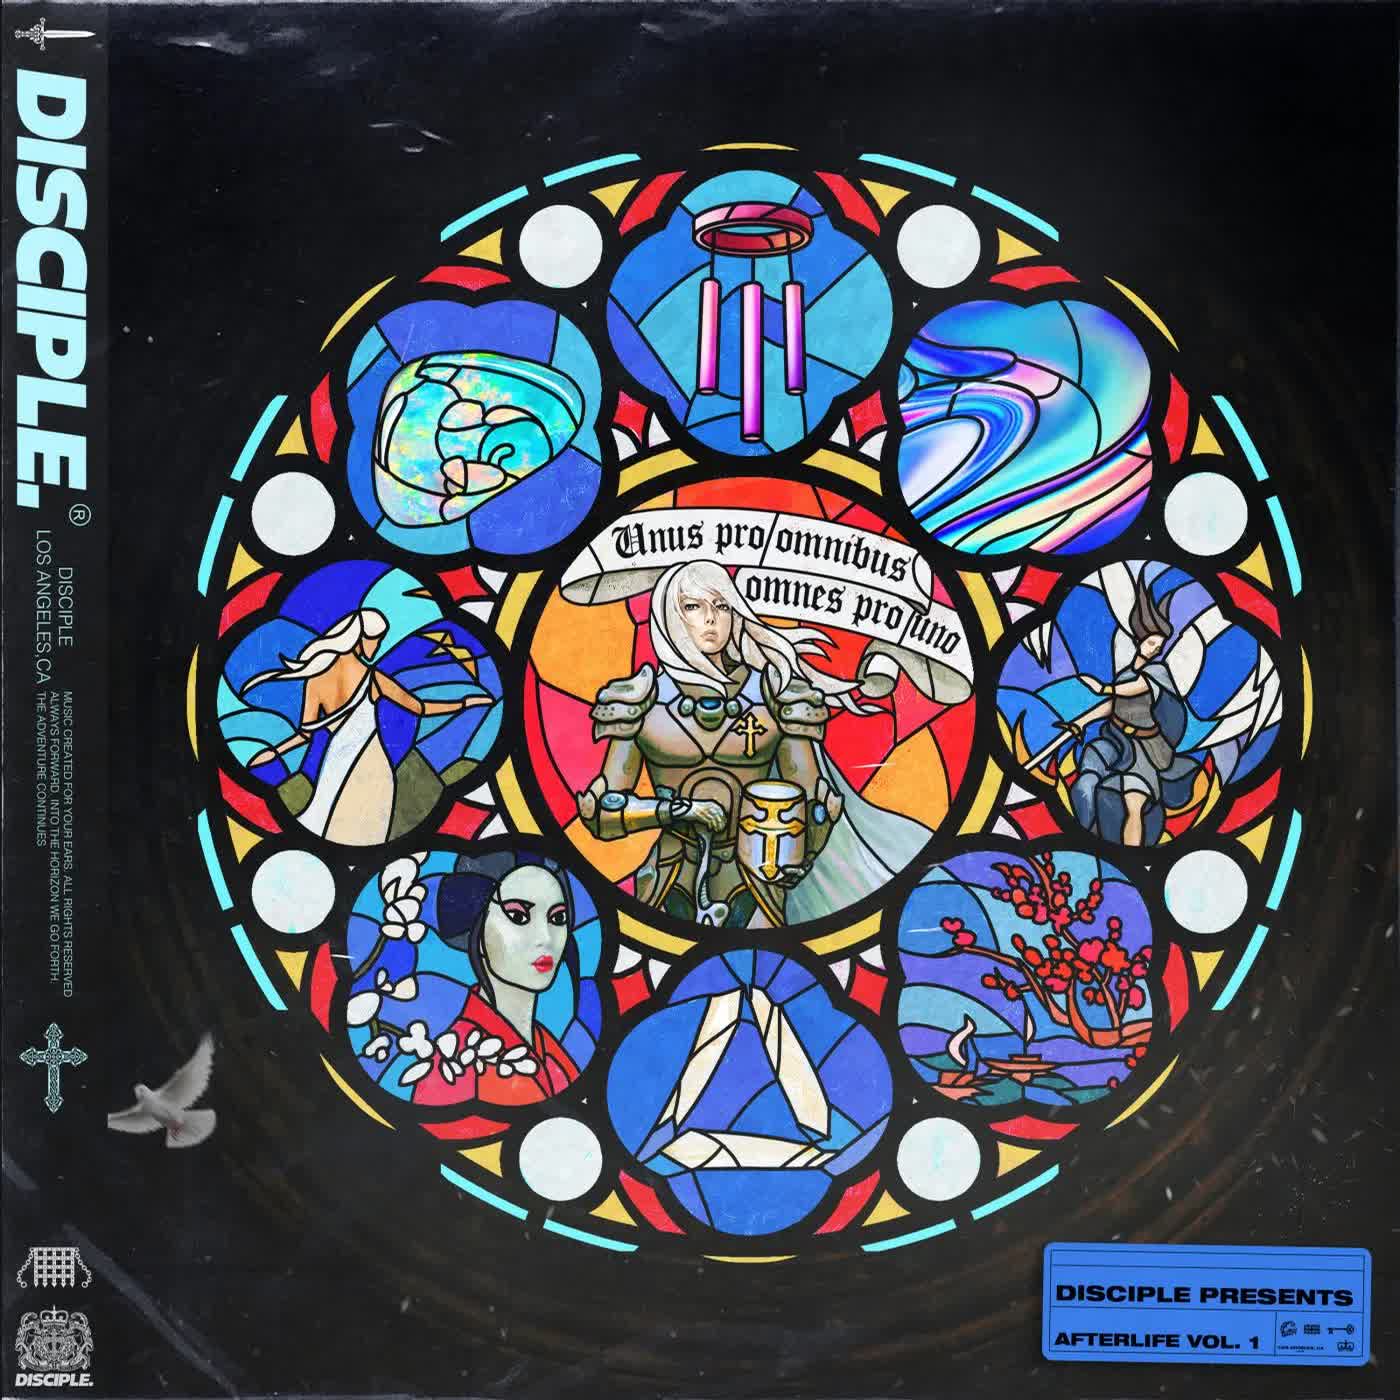 DISCIPLE.
®
DISCIPLE
LOS ANGELES, CA
MUSIC CREATED FOR YOUR EARS. ALL RIGHTS RESERVED
ALWAYS FORWARD, INTO THE HORIZON WE GO FORTH.
THE ADVENTURE CONTINUES
DISCIPLE.
Unus pro omnibus
omnes pro uno
DISCIPLE PRESENTS
AFTERLIFE VOL. 1